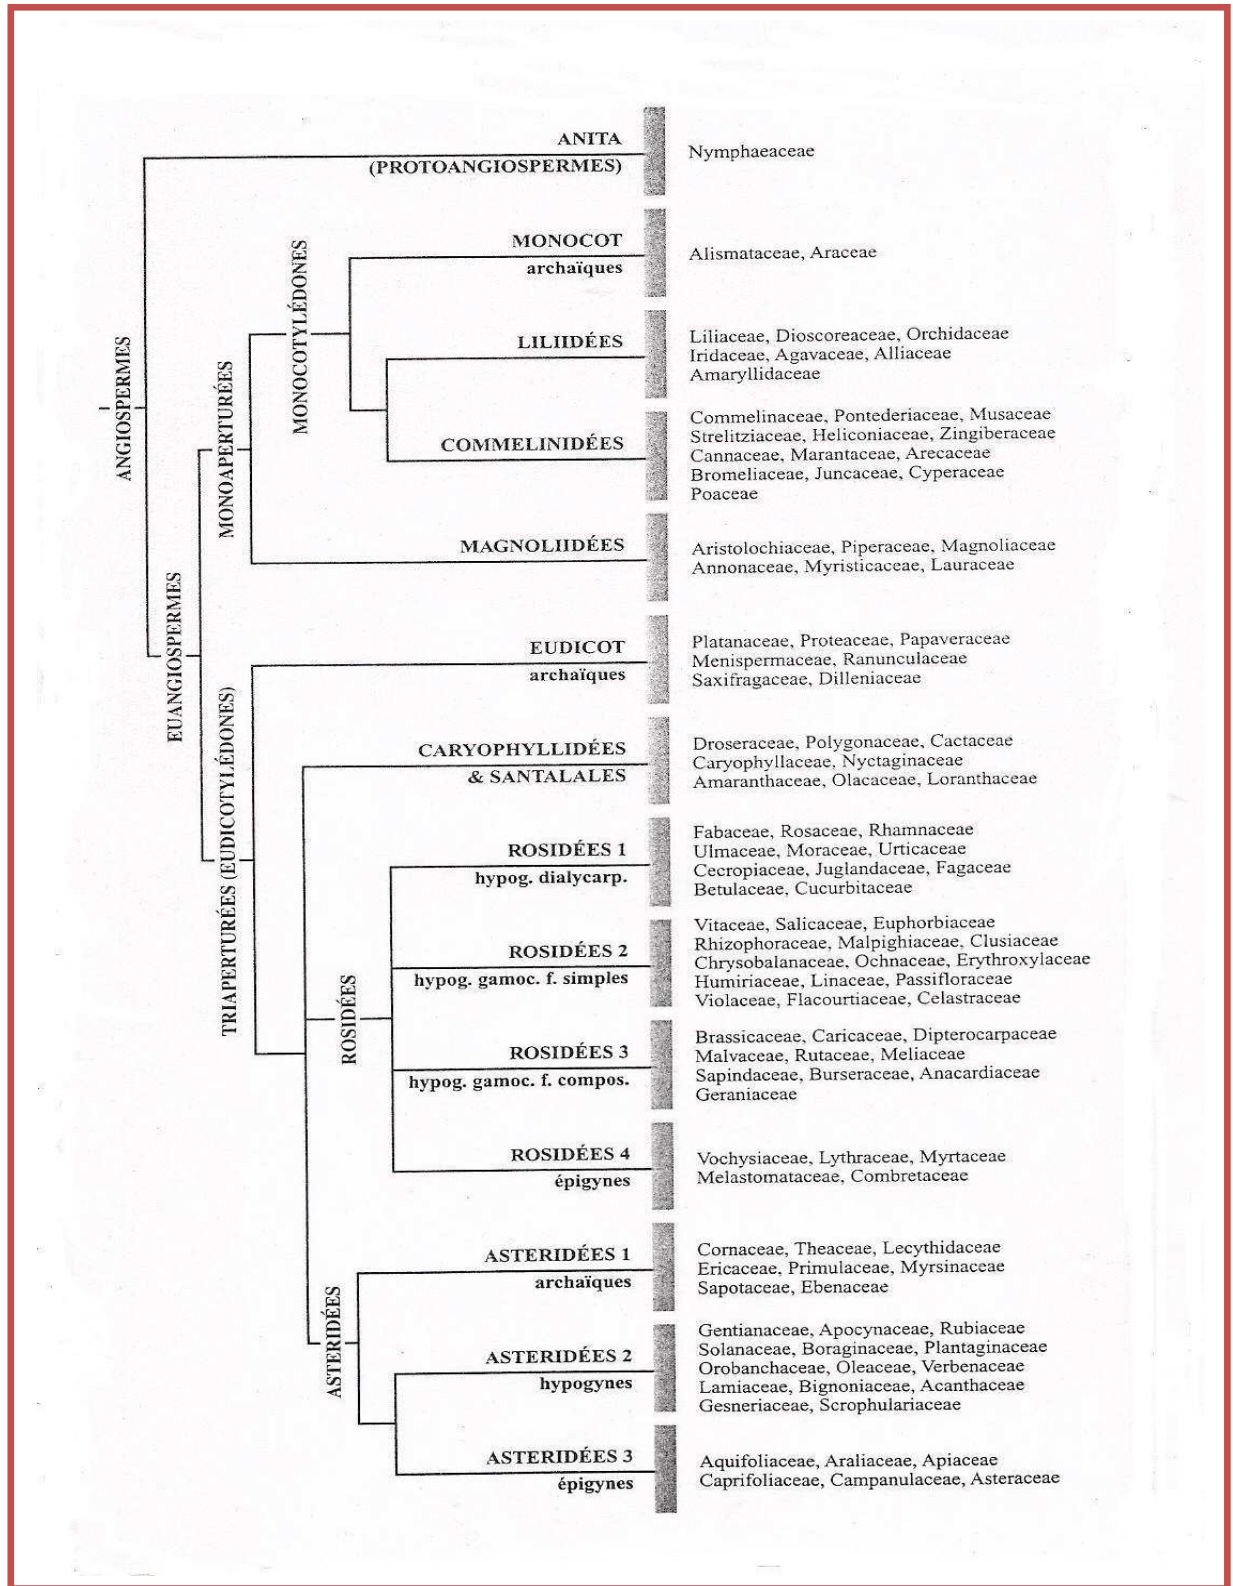 ANITA
(PROTOANGIOSPERMES)
Nymphaeaceae
MONOCOT
archaïques
Alismataceae, Araceae
LILIIDÉES
Liliaceae, Dioscoreaceae, Orchidaceae
Iridaceae, Agavaceae, Alliaceae
Amaryllidaceae
COMMELINIDÉES
Commelinaceae, Pontederiaceae, Musaceae
Strelitziaceae, Heliconiaceae, Zingiberaceae
Cannaceae, Marantaceae, Arecaceae
Bromeliaceae, Juncaceae, Cyperaceae
Poaceae
MAGNOLIIDÉES
Aristolochiaceae, Piperaceae, Magnoliaceae
Annonaceae, Myristicaceae, Lauraceae
EUDICOT
archaïques
Platanaceae, Proteaceae, Papaveraceae
Menispermaceae, Ranunculaceae
Saxifragaceae, Dilleniaceae
CARYOPHYLLIDÉES
& SANTALALES
Droseraceae, Polygonaceae, Cactaceae
Caryophyllaceae, Nyctaginaceae
Amaranthaceae, Olacaceae, Loranthaceae
ROSIDÉES 1
hypog. dialycarp.
Fabaceae, Rosaceae, Rhamnaceae
Ulmaceae, Moraceae, Urticaceae
Cecropiaceae, Juglandaceae, Fagaceae
Betulaceae, Cucurbitaceae
ROSIDÉES 2
hypog. gamoc. f. simples
Vitaceae, Salicaceae, Euphorbiaceae
Rhizophoraceae, Malpighiaceae, Clusiaceae
Chrysobalanaceae, Ochnaceae, Erythroxylaceae
Humiriaceae, Linaceae, Passifloraceae
Violaceae, Flacourtiaceae, Celastraceae
ROSIDÉES 3
hypog. gamoc. f. compos.
Brassicaceae, Caricaceae, Dipterocarpaceae
Malvaceae, Rutaceae, Meliaceae
Sapindaceae, Burseraceae, Anacardiaceae
Geraniaceae
ROSIDÉES 4
épigynes
Vochysiaceae, Lythraceae, Myrtaceae
Melastomataceae, Combretaceae
ASTERIDÉES 1
archaïques
Cornaceae, Theaceae, Lecythidaceae
Ericaceae, Primulaceae, Myrsinaceae
Sapotaceae, Ebenaceae
ASTERIDÉES 2
hypogynes
Gentianaceae, Apocynaceae, Rubiaceae
Solanaceae, Boraginaceae, Plantaginaceae
Orobanchaceae, Oleaceae, Verbenaceae
Lamiaceae, Bignoniaceae, Acanthaceae
Gesneriaceae, Scrophulariaceae
ASTERIDÉES 3
épigynes
Aquifoliaceae, Araliaceae, Apiaceae
Caprifoliaceae, Campanulaceae, Asteraceae
ANGIOSPERMES
EUANGIOSPERMES
MONOAPERTURÉES
MONOCOTYLÉDONES
TRIAPERTURÉES (EUDICOTYLÉDONES)
ROSIDÉES
ASTERIDÉES